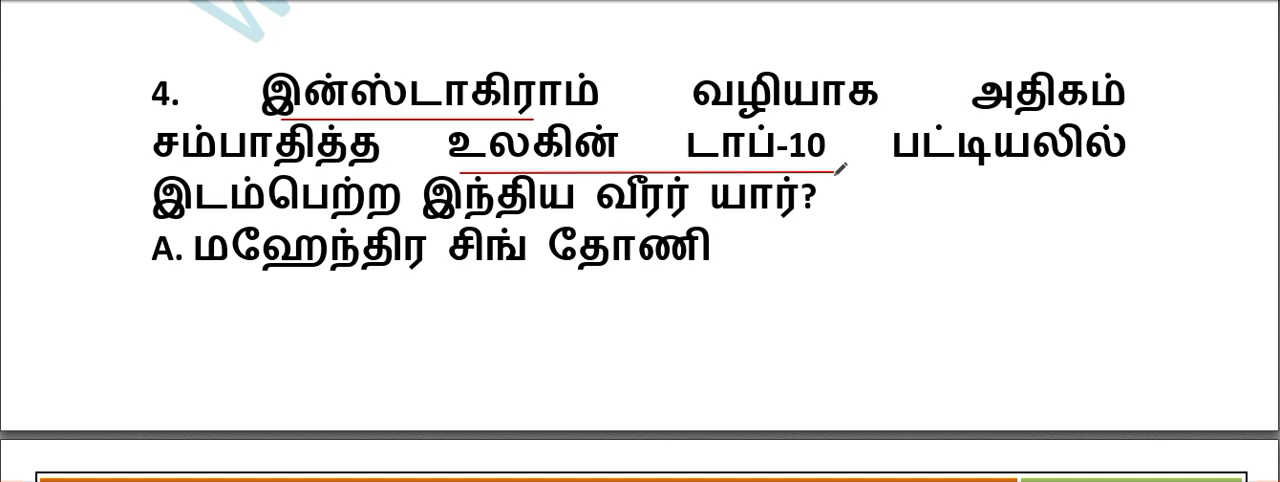 4. இன்ஸ்டாகிராம் வழியாக அதிகம்
சம்பாதித்த உலகின் டாப்-10 பட்டியலில்
இடம்பெற்ற இந்திய வீரர் யார்?
A. மஹேந்திர சிங் தோணி